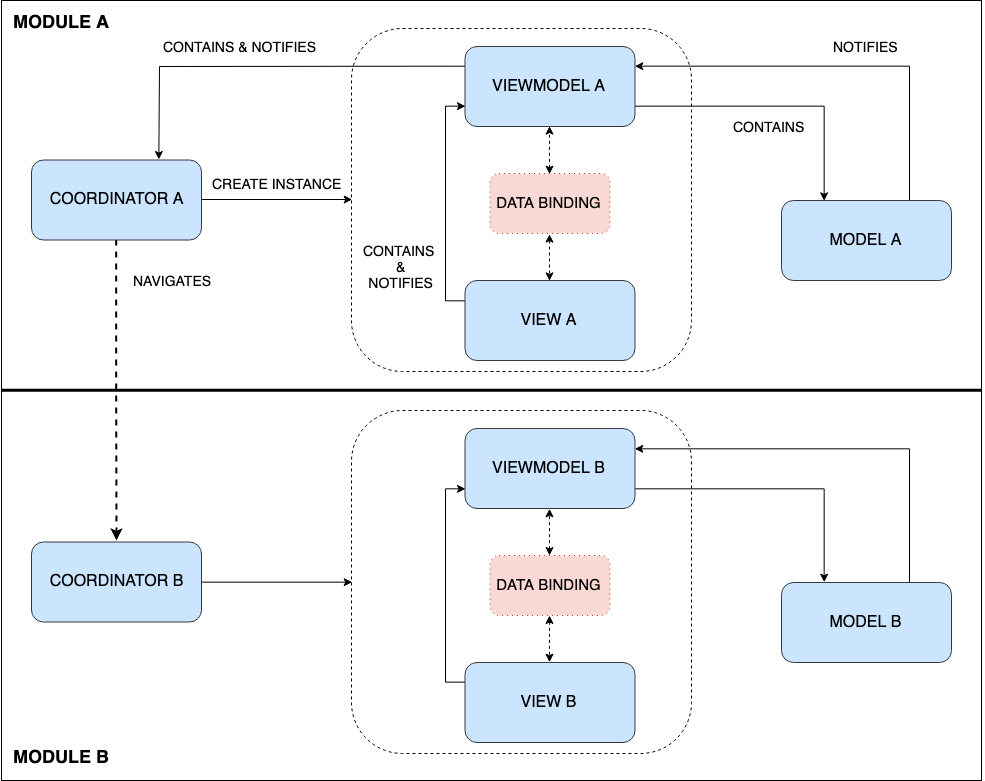 MODULE A
CONTAINS & NOTIFIES
NOTIFIES
VIEWMODEL A
CONTAINS
COORDINATOR A
CREATE INSTANCE
DATA BINDING
MODEL A
CONTAINS
&
NOTIFIES
NAVIGATES
VIEW A
VIEWMODEL B
COORDINATOR B
DATA BINDING
MODEL B
VIEW B
MODULE B